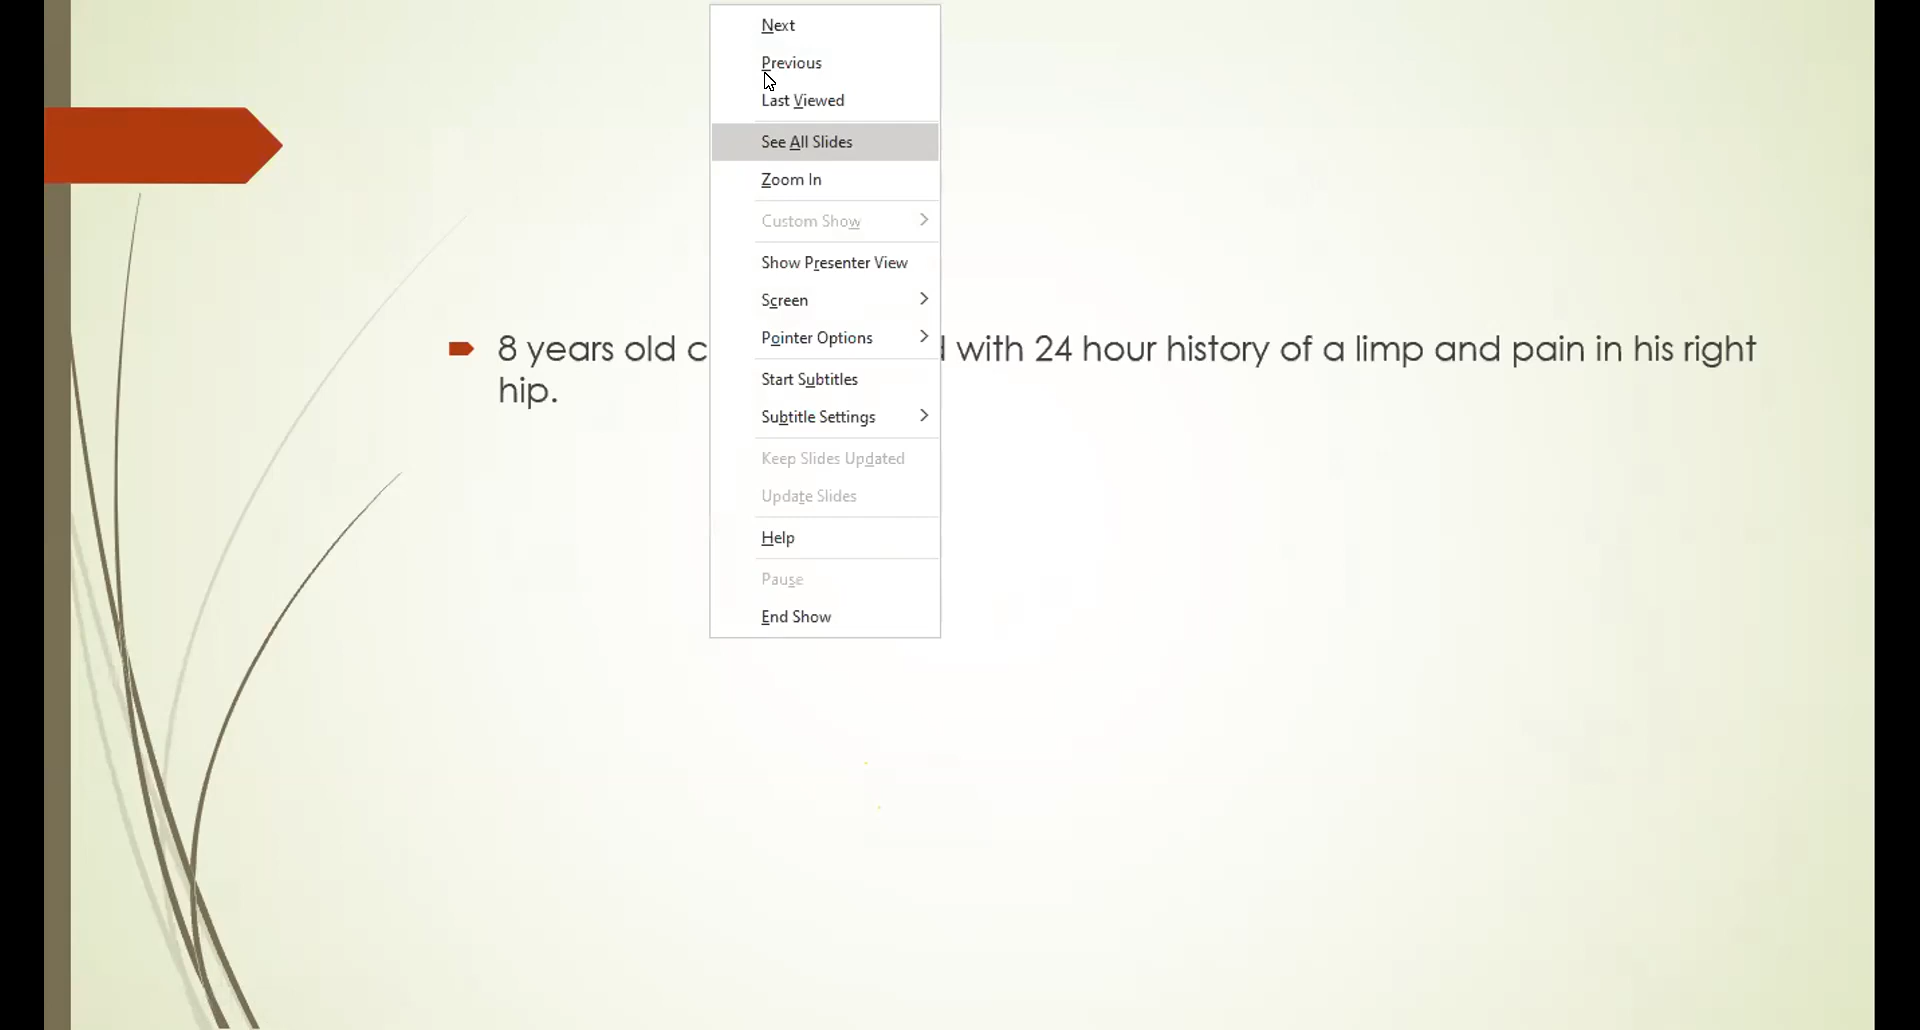 Next
Previous
Last Viewed
See All Slides
Zoom In
Custom Show
Show Presenter View
Screen
Pointer Options
Start Subtitles
Subtitle Settings
Keep Slides Updated
Update Slides
Help
Pause
End Show
8 years old with 24 hour history of a limp and pain in his right
hip.